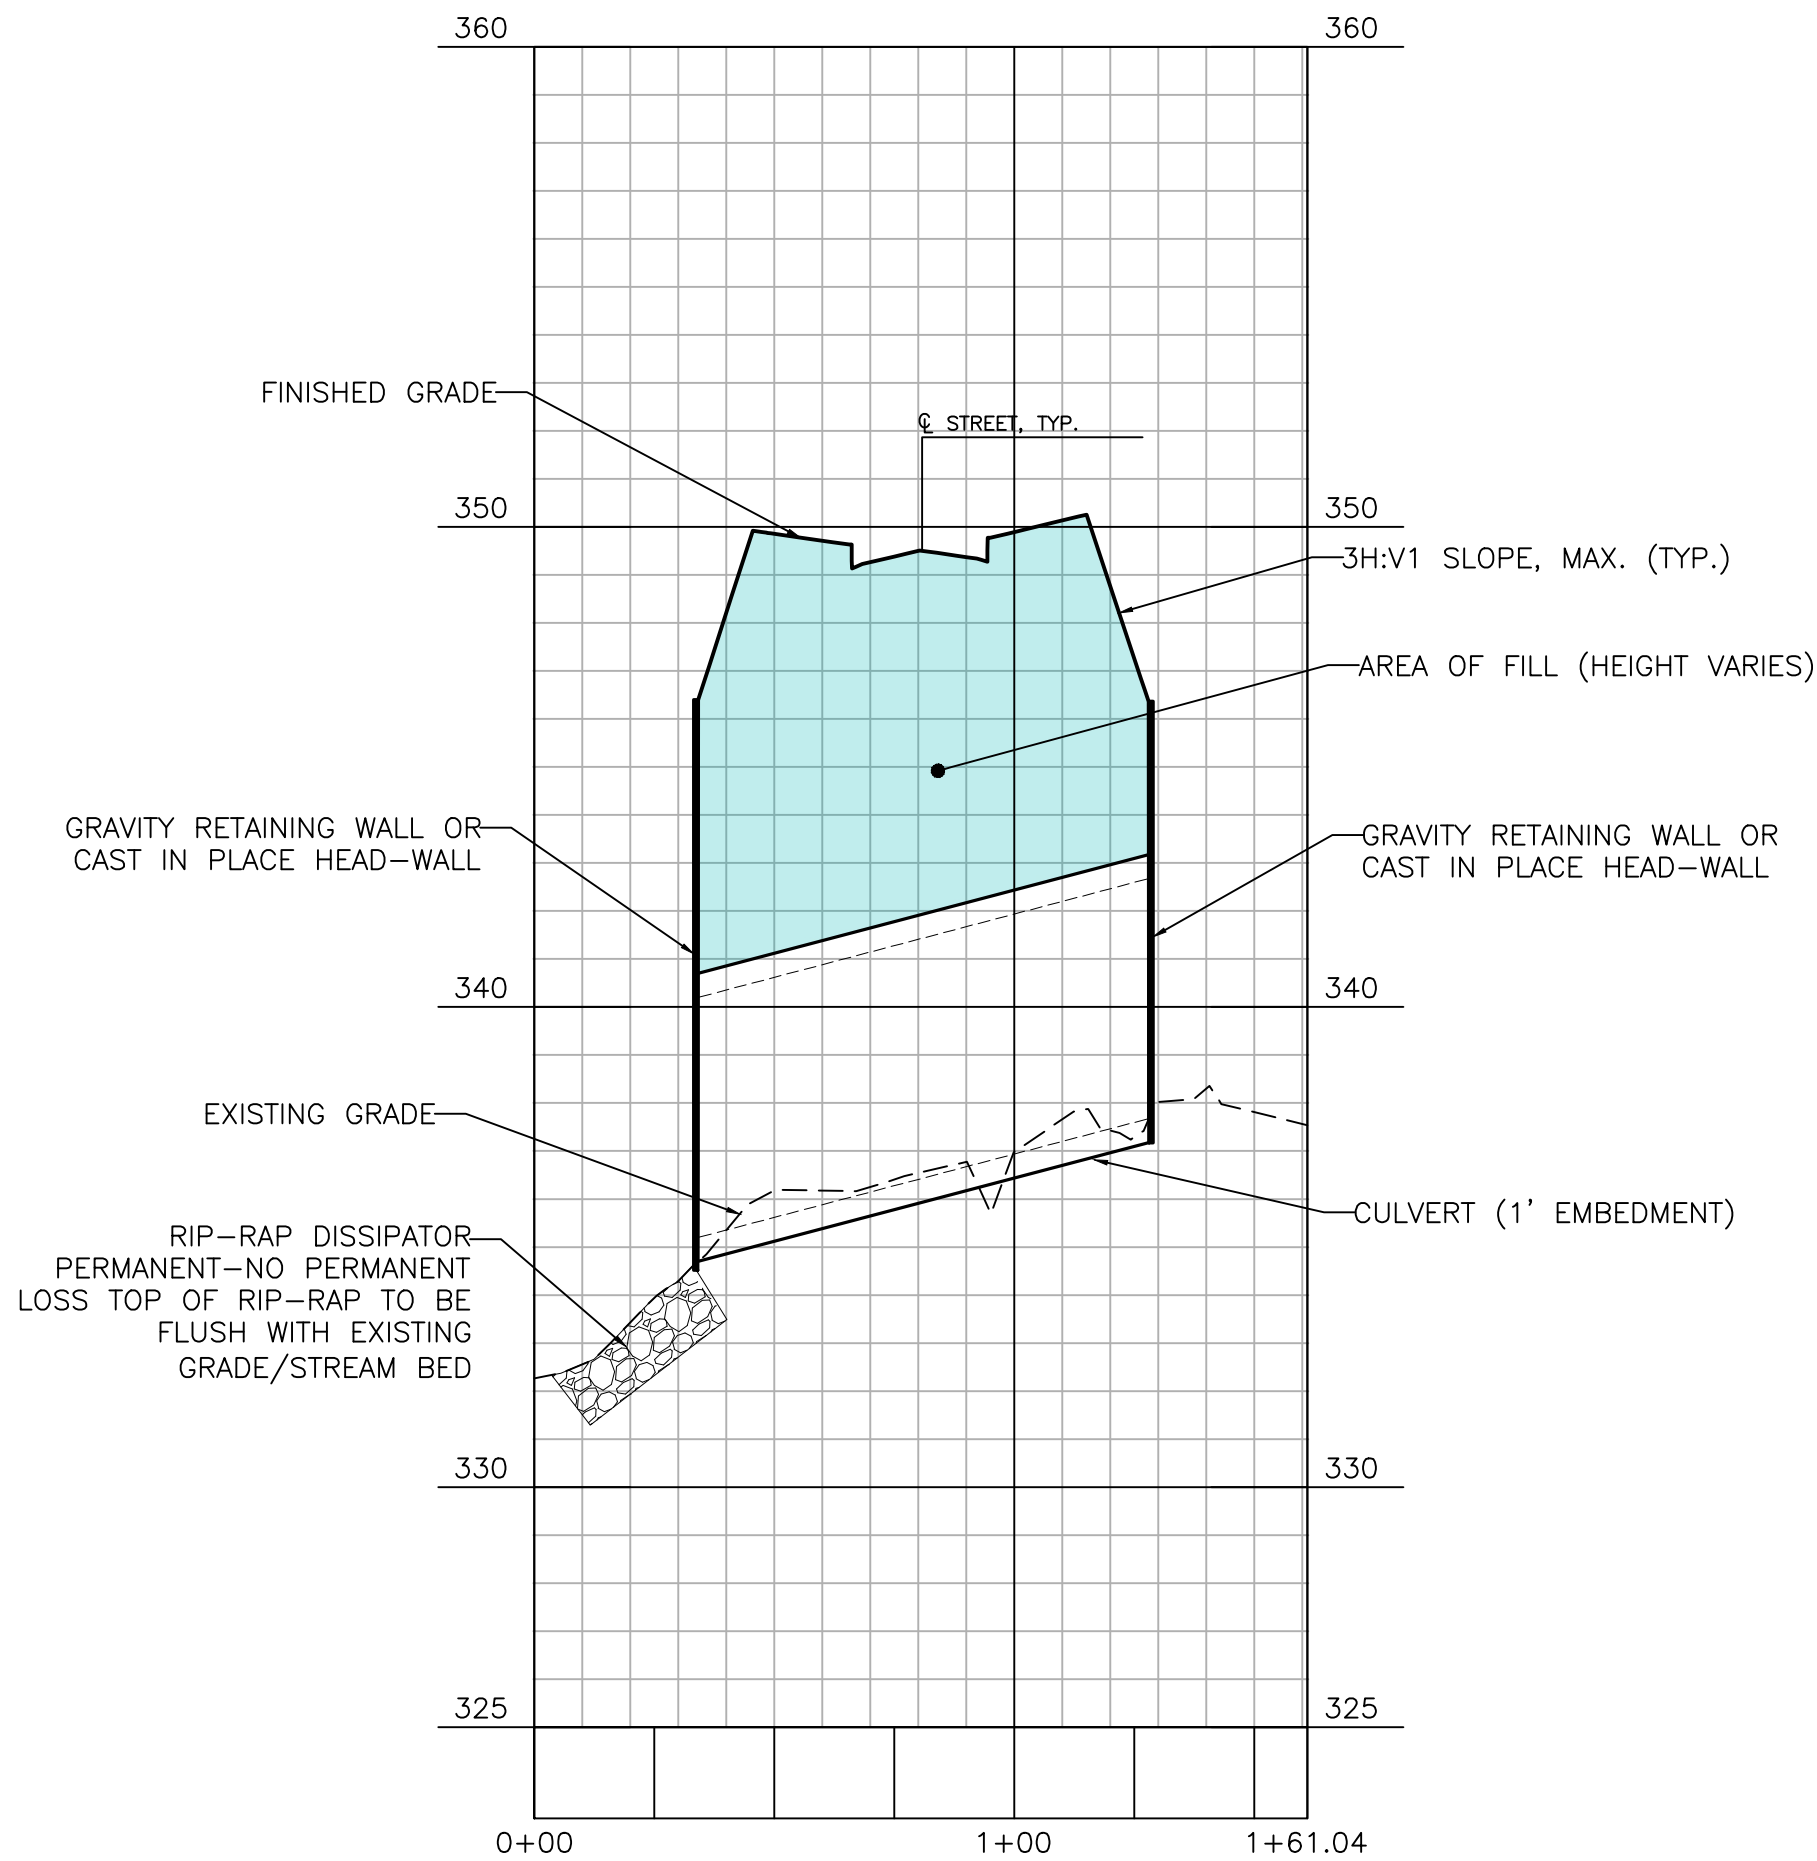 360
360
FINISHED GRADE
℄ STREET, TYP.
350
350
3H:V1 SLOPE, MAX. (TYP.)
AREA OF FILL (HEIGHT VARIES)
GRAVITY RETAINING WALL OR
CAST IN PLACE HEAD-WALL
GRAVITY RETAINING WALL OR
CAST IN PLACE HEAD-WALL
340
340
EXISTING GRADE
CULVERT (1' EMBEDMENT)
RIP-RAP DISSIPATOR
PERMANENT-NO PERMANENT
LOSS TOP OF RIP-RAP TO BE
FLUSH WITH EXISTING
GRADE/STREAM BED
330
330
325
325
0+00
1+00
1+61.04